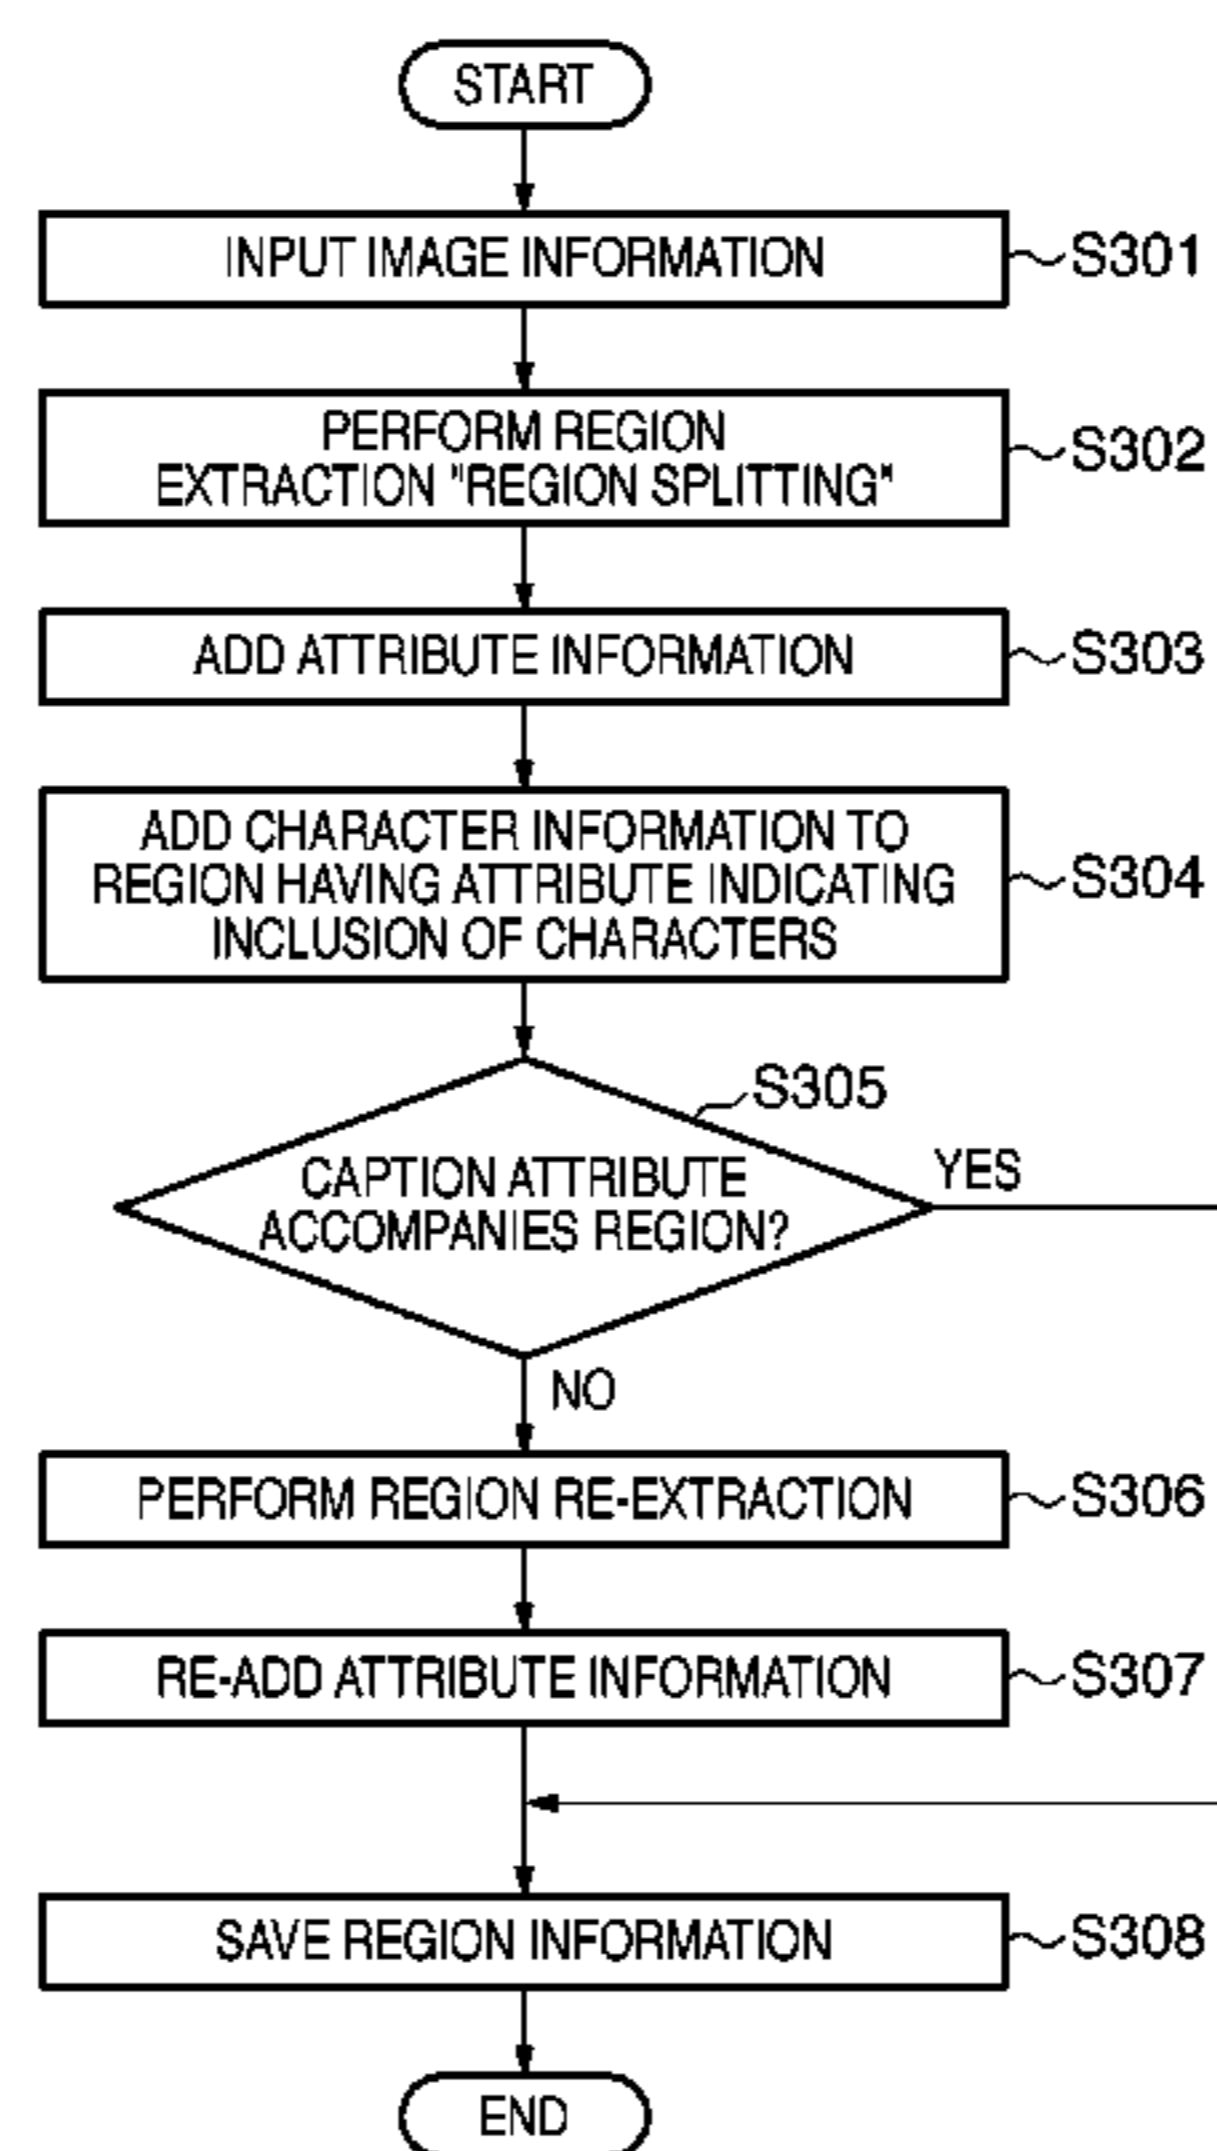 START
INPUT IMAGE INFORMATION
S301
PERFORM REGION
EXTRACTION "REGION SPLITTING"
S302
ADD ATTRIBUTE INFORMATION
S303
ADD CHARACTER INFORMATION TO
REGION HAVING ATTRIBUTE INDICATING
INCLUSION OF CHARACTERS
S304
S305
CAPTION ATTRIBUTE
ACCOMPANIES REGION?
YES
NO
PERFORM REGION RE-EXTRACTION
S306
RE-ADD ATTRIBUTE INFORMATION
S307
SAVE REGION INFORMATION
S308
END